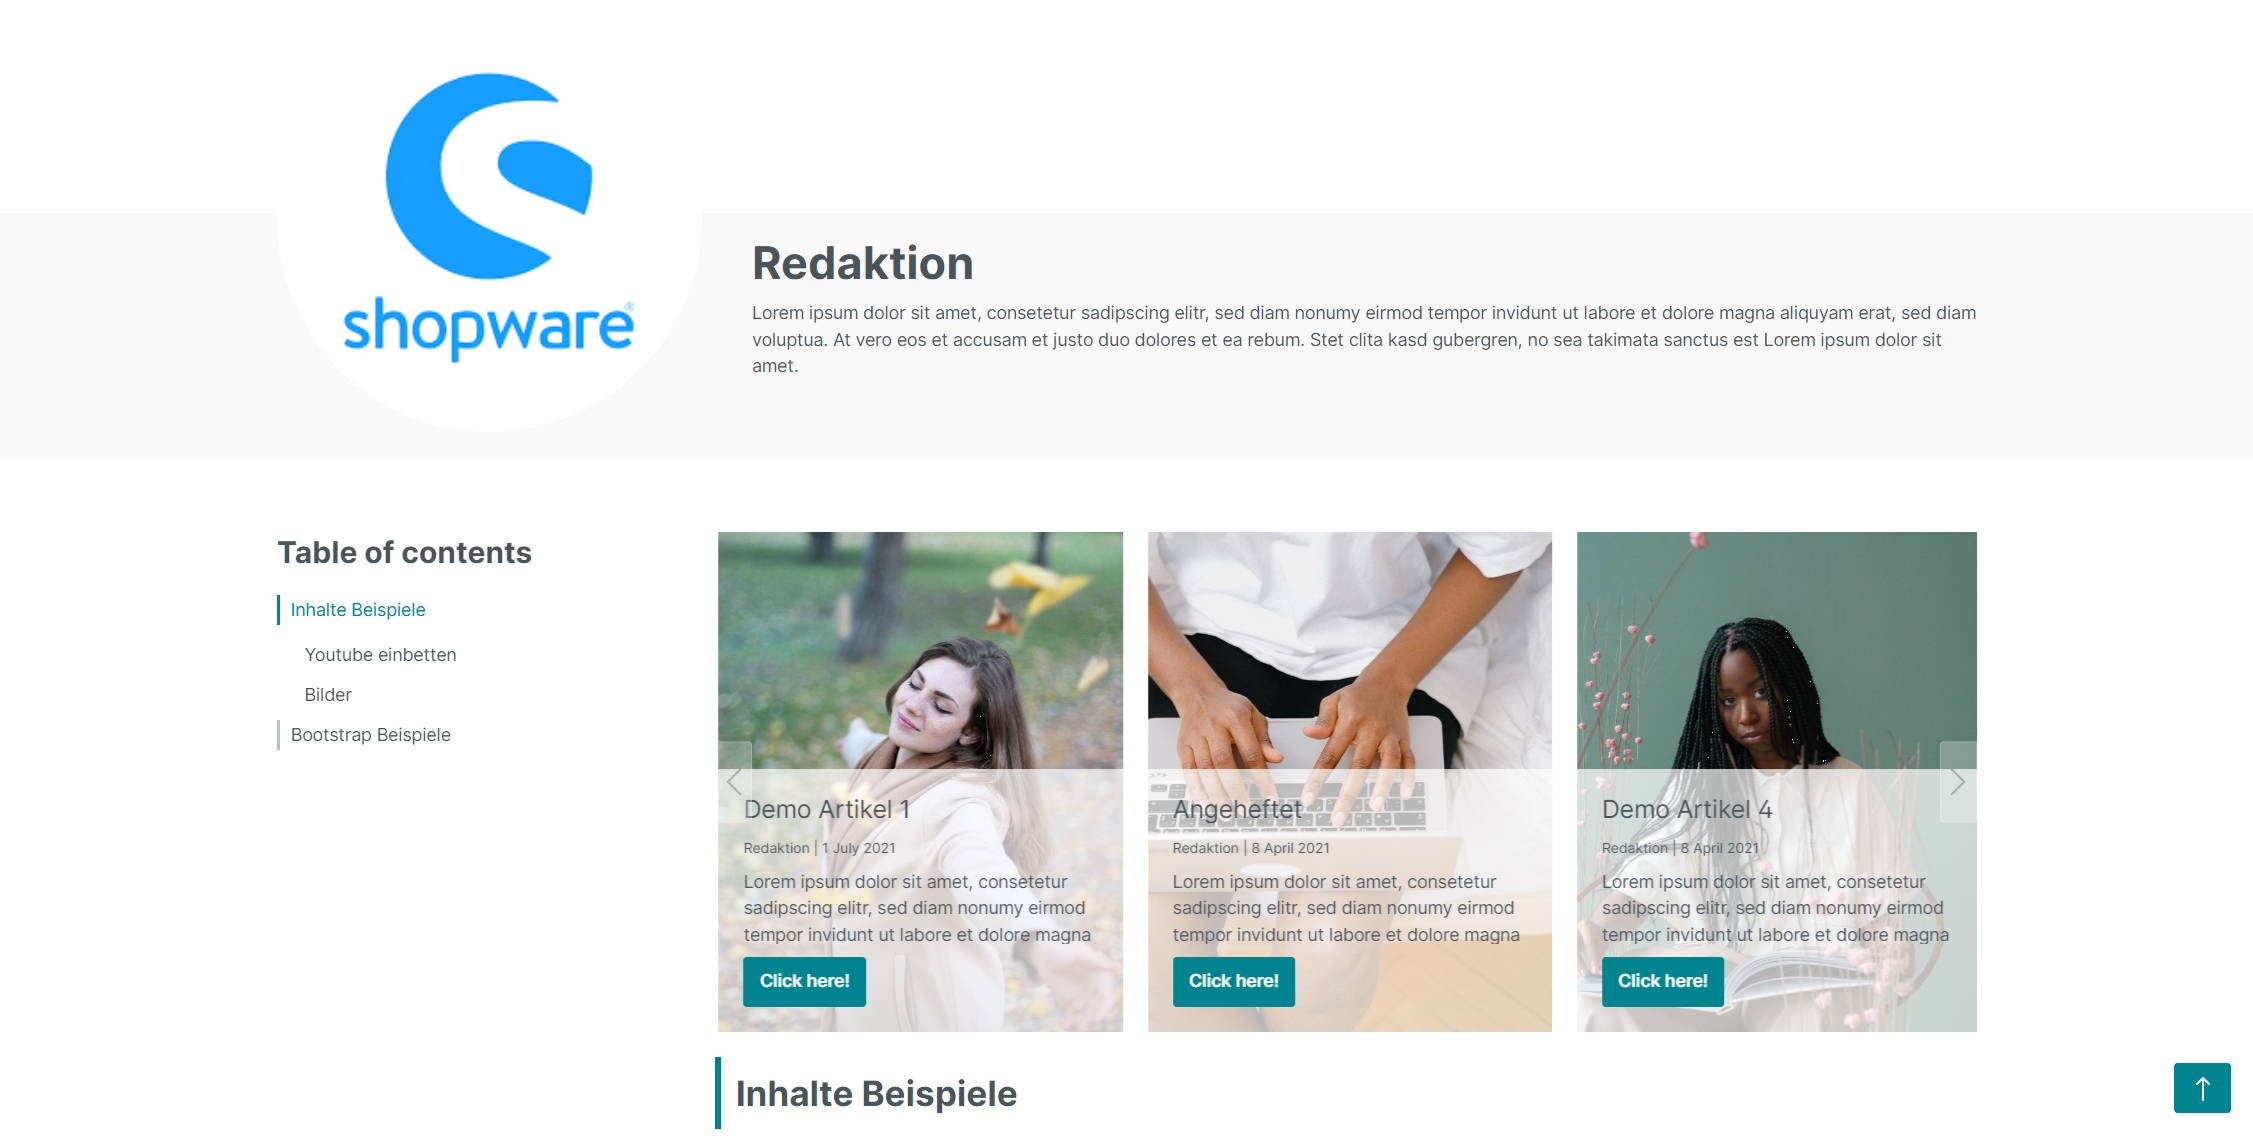 shopware®
Redaktion
Lorem ipsum dolor sit amet, consetetur sadipscing elitr, sed diam nonumy eirmod tempor invidunt ut labore et dolore magna aliquyam erat, sed diam
voluptua. At vero eos et accusam et justo duo dolores et ea rebum. Stet clita kasd gubergren, no sea takimata sanctus est Lorem ipsum dolor sit
amet.
Table of contents
Inhalte Beispiele
Youtube einbetten
Bilder
Bootstrap Beispiele
Demo Artikel 1
Redaktion | 1 July 2021
Lorem ipsum dolor sit amet, consetetur
sadipscing elitr, sed diam nonumy eirmod
tempor invidunt ut labore et dolore magna
Click here!
Angeheftet
Redaktion | 8 April 2021
Lorem ipsum dolor sit amet, consetetur
sadipscing elitr, sed diam nonumy eirmod
tempor invidunt ut labore et dolore magna
Click here!
Demo Artikel 4
Redaktion | 8 April 2021
Lorem ipsum dolor sit amet, consetetur
sadipscing elitr, sed diam nonumy eirmod
tempor invidunt ut labore et dolore magna
Click here!
Inhalte Beispiele